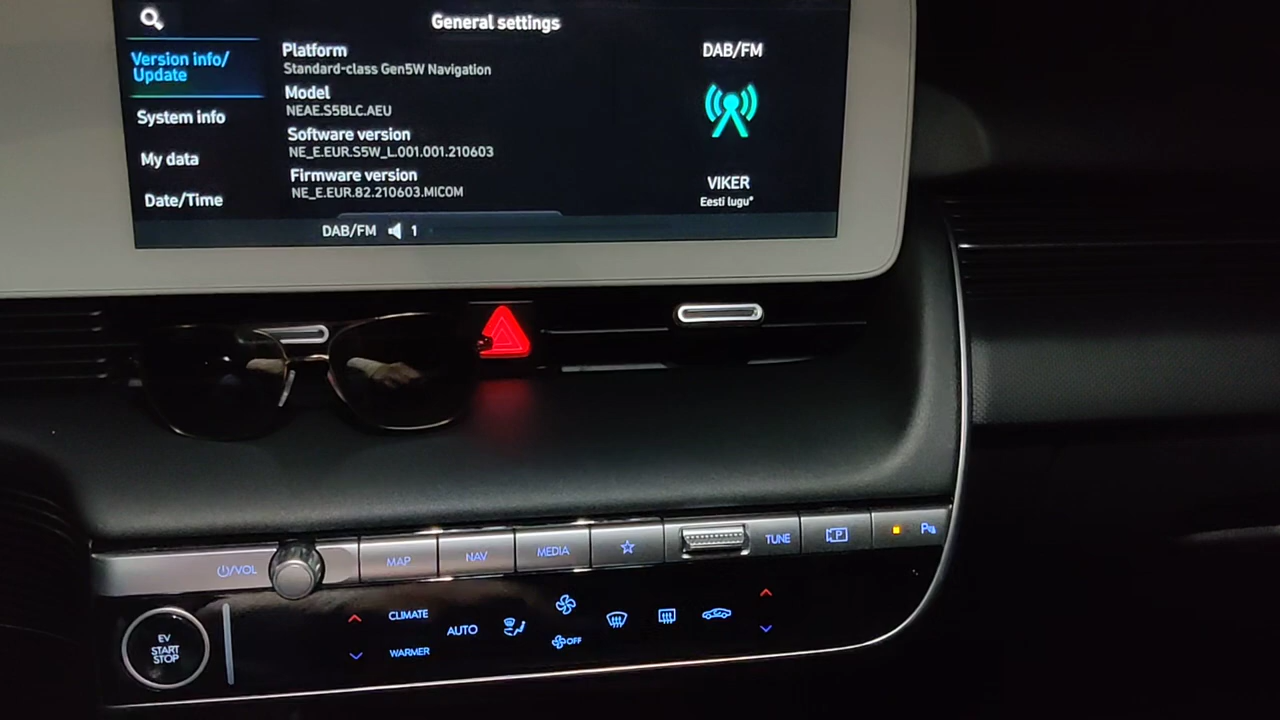 General settings
Version info/
Update
System info
My data
Date/Time
Platform
Standard-class Gen5W Navigation
Model
NEAE.S5BLC.AEU
Software version
NE_E.EUR.S5W_L.001.001.210603
Firmware version
NE_E.EUR.82.210603.MICOM
DAB/FM
VIKER
Eesti lugu*
DAB/FM 1
/VOL
MAP
NAV
MEDIA
TUNE
P
P
EV
START
STOP
CLIMATE
WARMER
AUTO
OFF